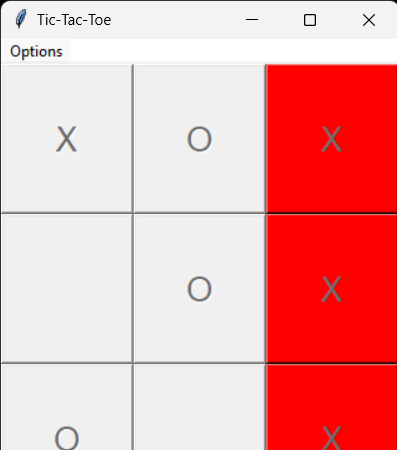 Tic-Tac-Toe
Options
X O X
O X
O X